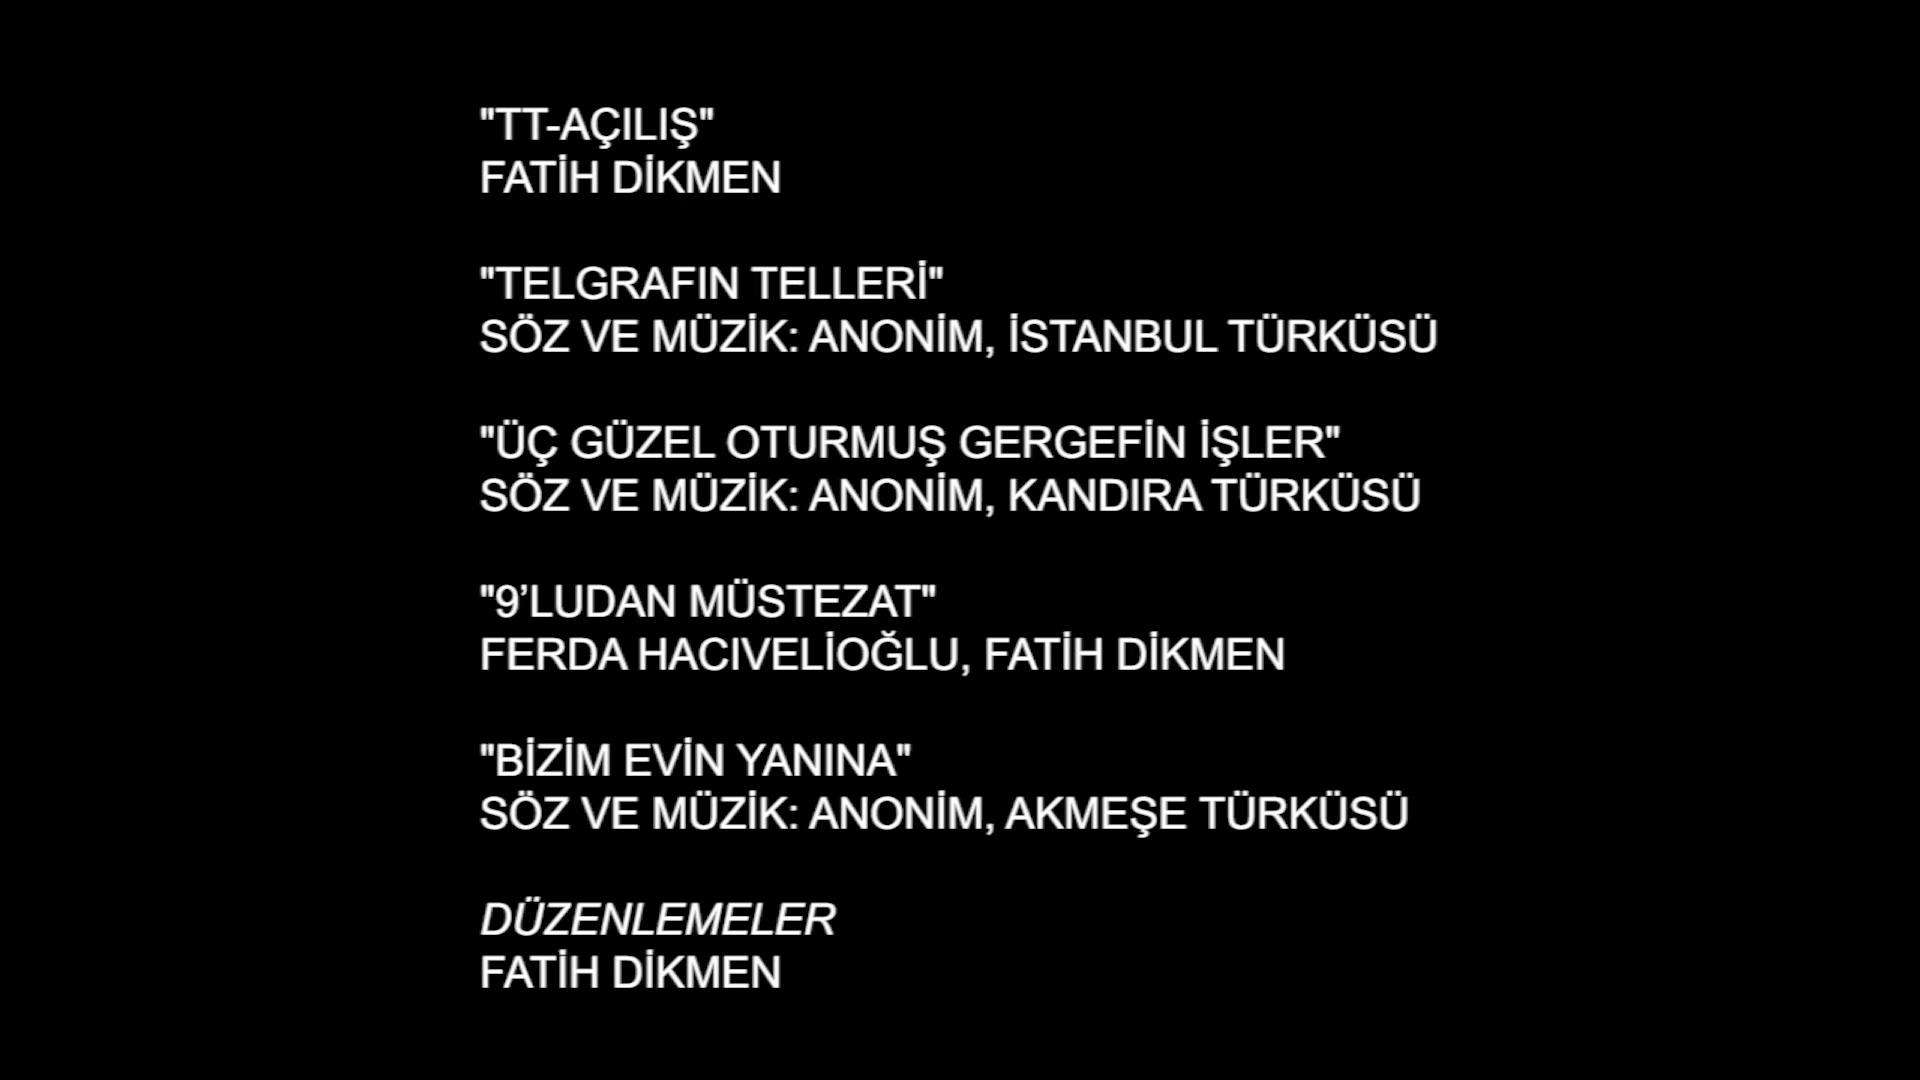 "TT-AÇILIŞ"
FATİH DİKMEN
"TELGRAFIN TELLERİ"
SÖZ VE MÜZİK: ANONİM, İSTANBUL TÜRKÜSÜ
"ÜÇ GÜZEL OTURMUŞ GERGEFİN İŞLER"
SÖZ VE MÜZİK: ANONİM, KANDIRA TÜRKÜSÜ
"9’LUDAN MÜSTEZAT"
FERDA HACIVELİOĞLU, FATİH DİKMEN
"BİZİM EVİN YANINA"
SÖZ VE MÜZİK: ANONİM, AKMEŞE TÜRKÜSÜ
DÜZENLEMELER
FATİH DİKMEN